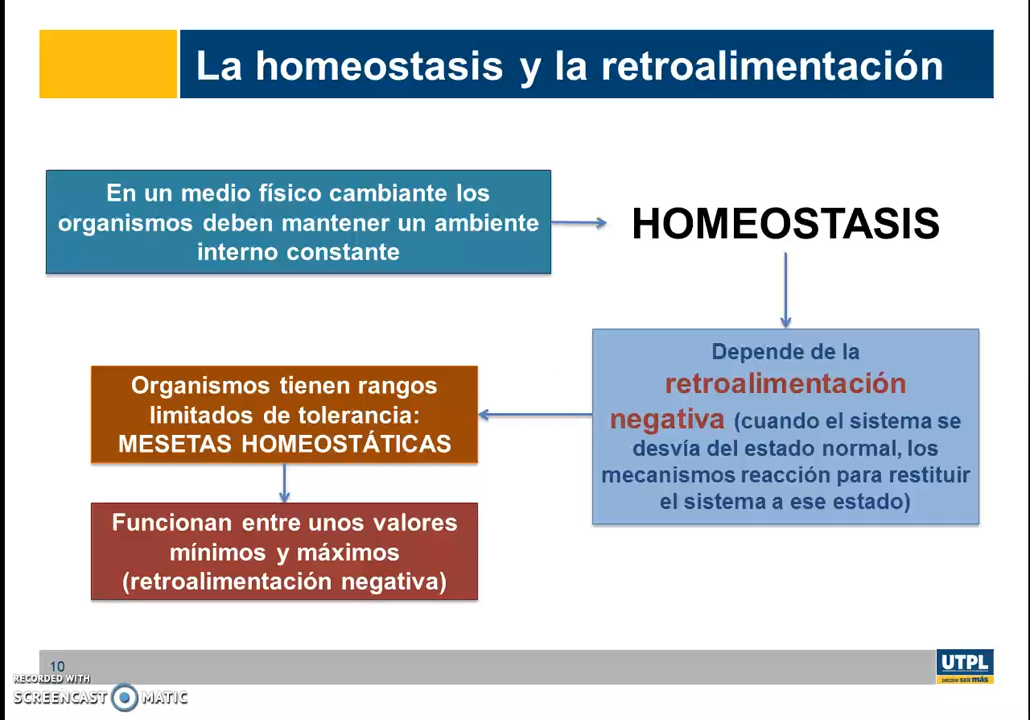 La homeostasis y la retroalimentación
En un medio físico cambiante los
organismos deben mantener un ambiente
interno constante
HOMEOSTASIS
Depende de la
retroalimentación
negativa (cuando el sistema se
desvía del estado normal, los
mecanismos reacción para restituir
el sistema a ese estado)
Organismos tienen rangos
limitados de tolerancia:
MESETAS HOMEOSTÁTICAS
Funcionan entre unos valores
mínimos y máximos
(retroalimentación negativa)
10
RECORDED WITH
SCREENCAST MATIC
UTPL
DECIDE SER más